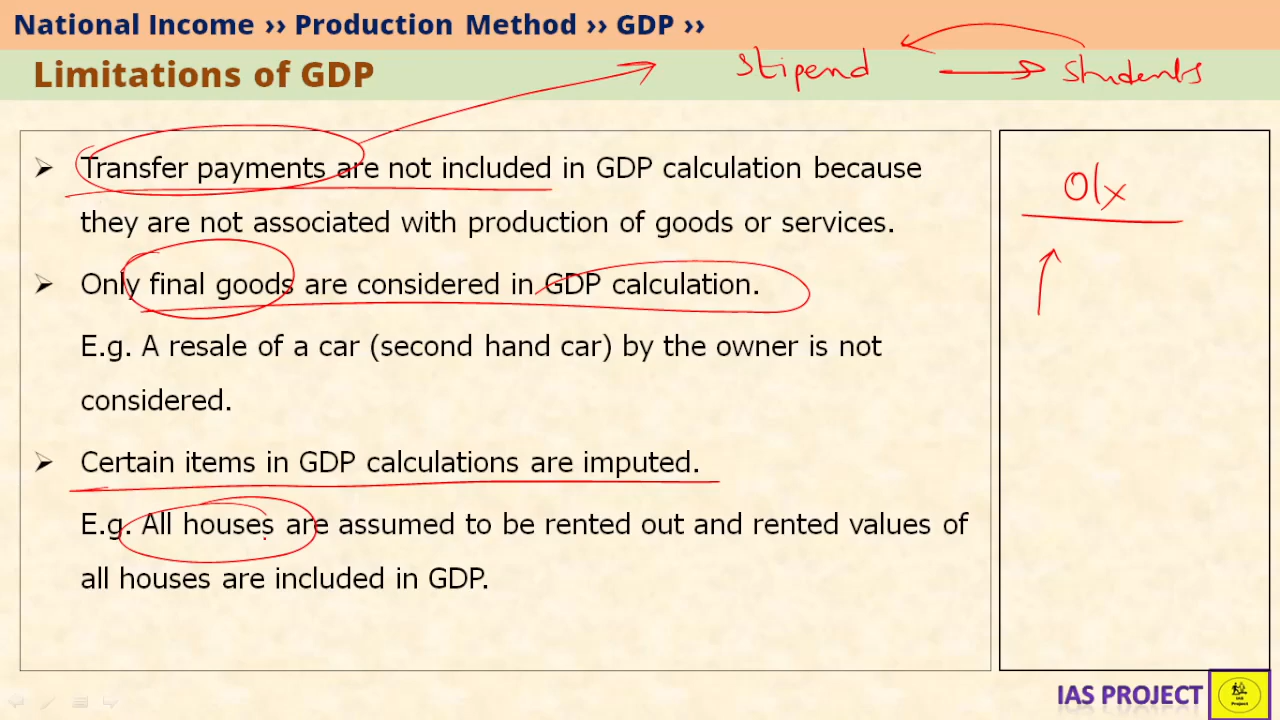 National Income ›› Production Method ›› GDP ››
Limitations of GDP
Stipend
Students
➢ Transfer payments are not included in GDP calculation because
they are not associated with production of goods or services.
➢ Only final goods are considered in GDP calculation.
E.g. A resale of a car (second hand car) by the owner is not
considered.
➢ Certain items in GDP calculations are imputed.
E.g. All houses are assumed to be rented out and rented values of
all houses are included in GDP.
Olx
IAS PROJECT
IAS
Project